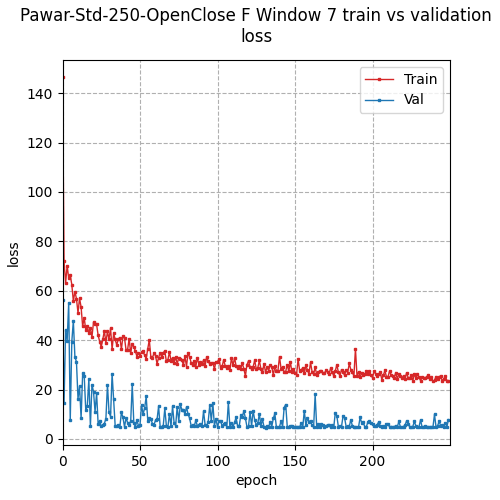 Pawar-Std-250-OpenClose F Window 7 train vs validation
loss
Train
Val
140
120
100
80
60
40
20
0
loss
0
50
100
150
200
epoch